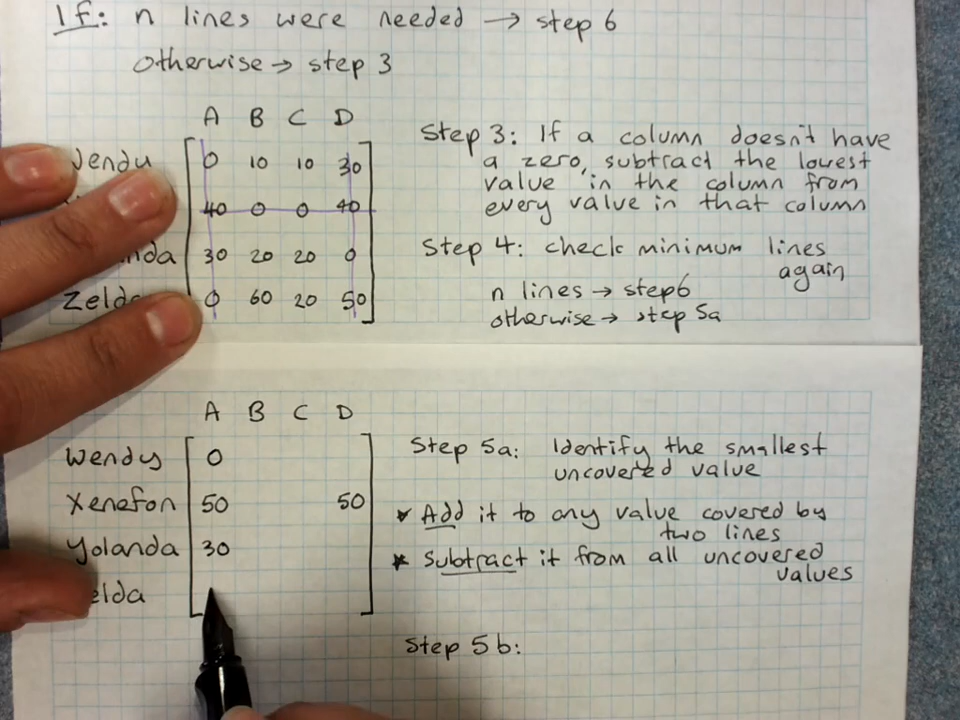 If: n lines were needed → step 6
otherwise → step 3
A B C D
0 10 10 30
40 0 0 40
30 20 20 0
Zeld 0 60 20 50
Step 3: If a column doesn't have
a zero, subtract the lowest
value in the column from
every value in that column
Step 4: check minimum lines
again
n lines → step6
otherwise → step 5a
A B C D
Wendy 0
Xenefon 50 50
Yolanda 30
elda
Step 5a: Identify the smallest
uncovered value
* Add it to any value covered by
two lines
* Subtract it from all uncovered
values
Step 5b: